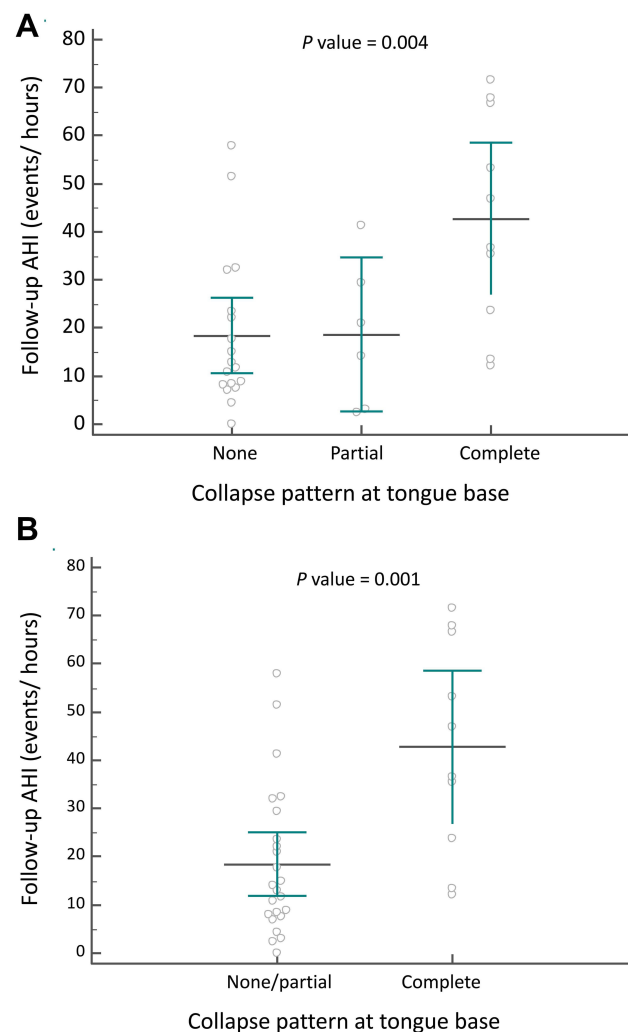 A
P value = 0.004
Follow-up AHI (events/ hours)
80
70
60
50
40
30
20
10
0
None Partial Complete
Collapse pattern at tongue base
B
P value = 0.001
Follow-up AHI (events/ hours)
80
70
60
50
40
30
20
10
0
None/partial Complete
Collapse pattern at tongue base